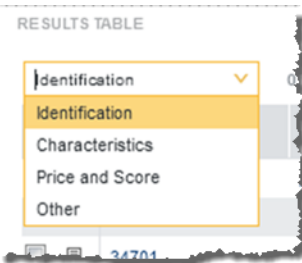 RESULTS TABLE
Identification
Identification
Characteristics
Price and Score
Other
34701